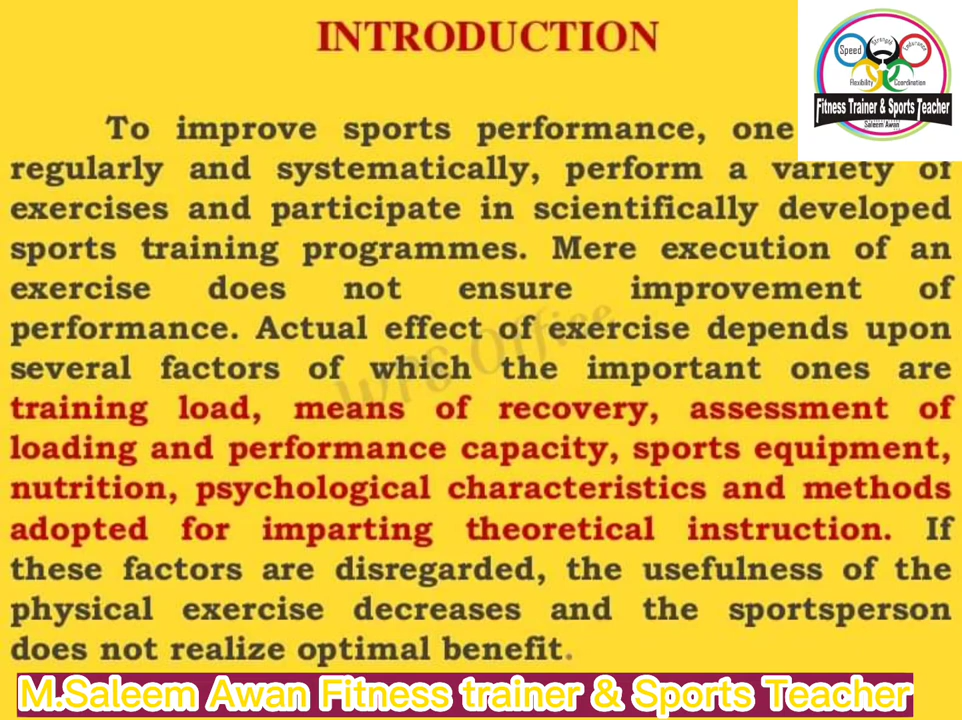 INTRODUCTION
Speed
Strength
Endurance
Flexibility
Coordination
Fitness Trainer & Sports Teacher
Saleem Awan
To improve sports performance, one
regularly and systematically, perform a variety of
exercises and participate in scientifically developed
sports training programmes. Mere execution of an
exercise does not ensure improvement of
performance. Actual effect of exercise depends upon
several factors of which the important ones are
training load, means of recovery, assessment of
loading and performance capacity, sports equipment,
nutrition, psychological characteristics and methods
adopted for imparting theoretical instruction. If
these factors are disregarded, the usefulness of the
physical exercise decreases and the sportsperson
does not realize optimal benefit.
WPS Office
M.Saleem Awan Fitness trainer & Sports Teacher